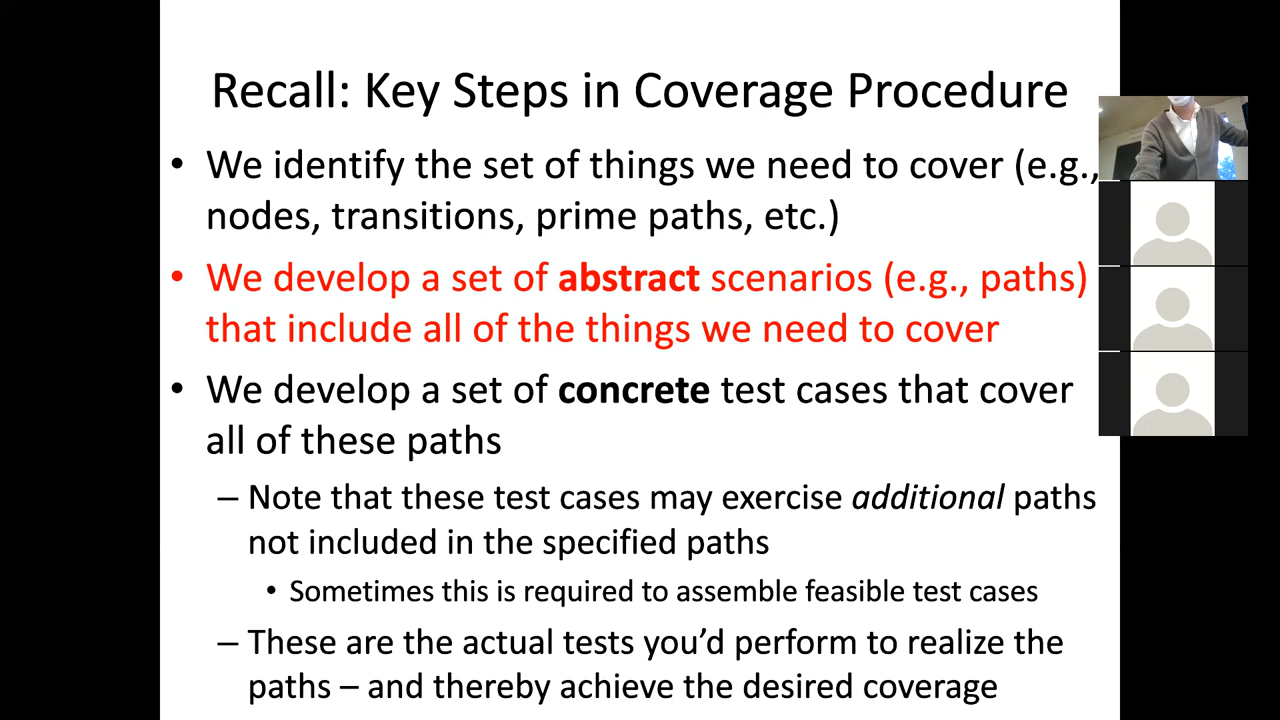 Recall: Key Steps in Coverage Procedure
• We identify the set of things we need to cover (e.g.,
nodes, transitions, prime paths, etc.)
• We develop a set of abstract scenarios (e.g., paths)
that include all of the things we need to cover
• We develop a set of concrete test cases that cover
all of these paths
– Note that these test cases may exercise additional paths
not included in the specified paths
• Sometimes this is required to assemble feasible test cases
– These are the actual tests you’d perform to realize the
paths – and thereby achieve the desired coverage